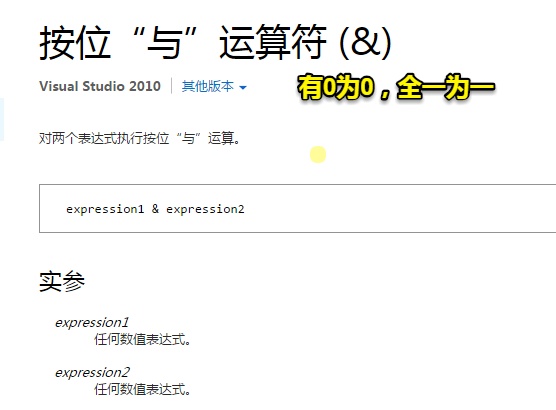 按位“与”运算符 (&)
Visual Studio 2010 其他版本
有0为0，全一为一
对两个表达式执行按位“与”运算。
expression1 & expression2
实参
expression1
任何数值表达式。
expression2
任何数值表达式。